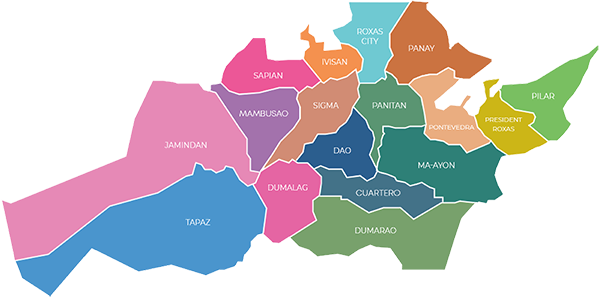 ROXAS
CITY
PANAY
IVISAN
SAPIAN
PILAR
SIGMA
PANITAN
MAMBUSAO
PONTEVEDRA
PRESIDENT
ROXAS
JAMINDAN
DAO
MA-AYON
DUMALAG
CUARTERO
TAPAZ
DUMARAO